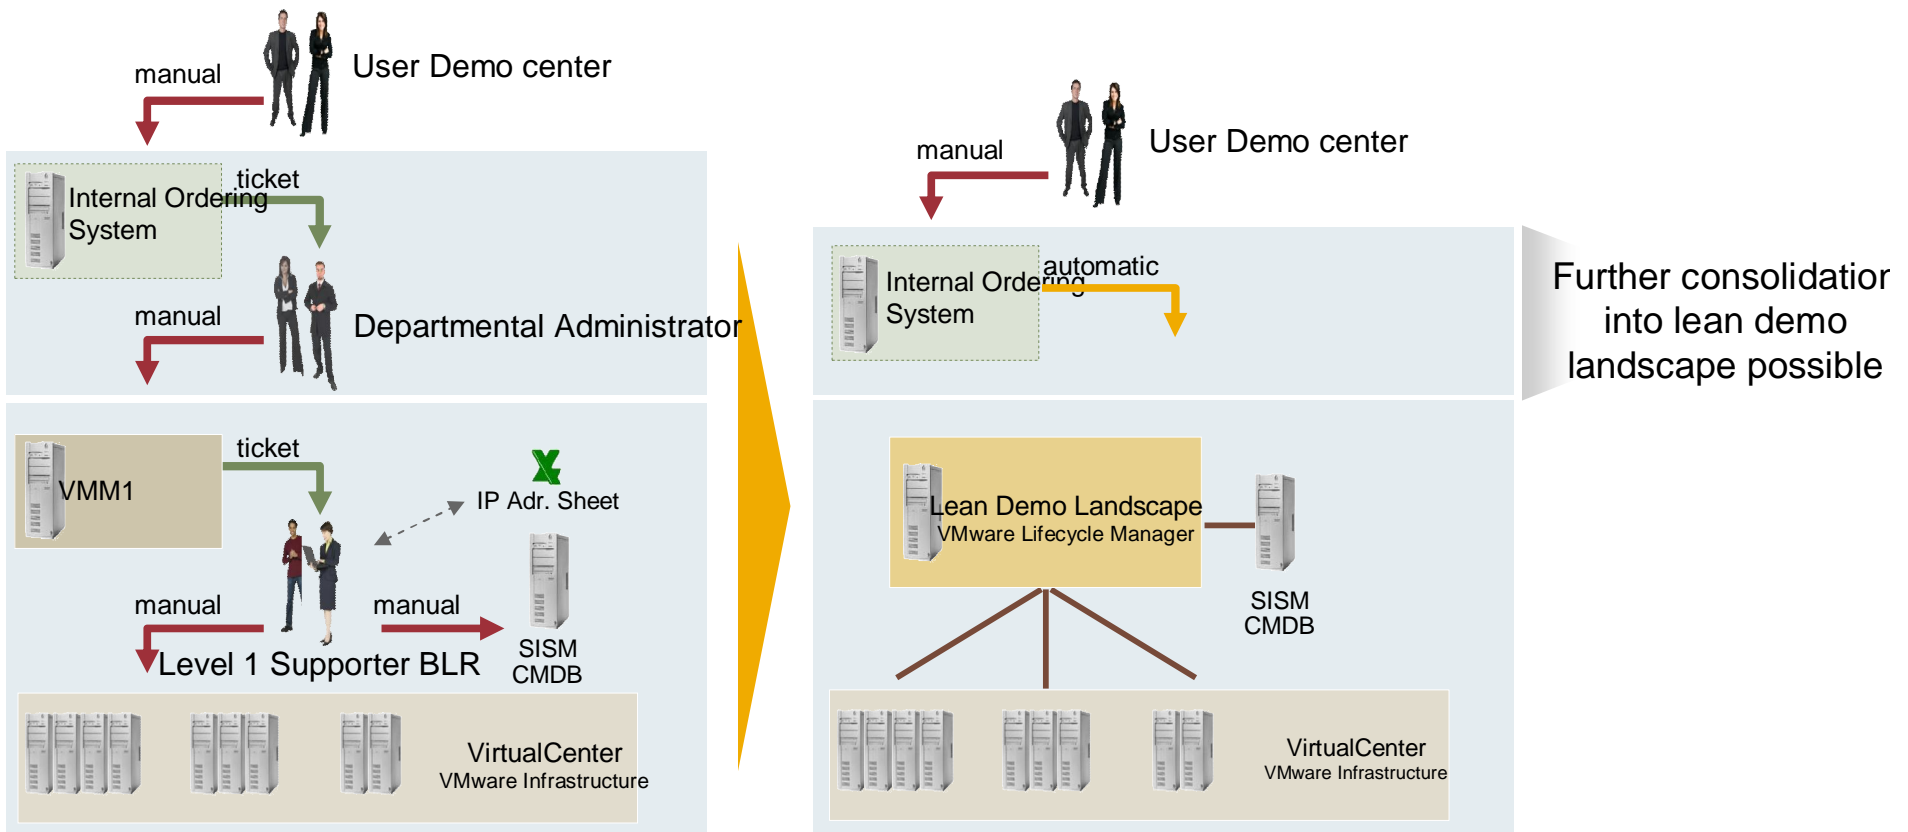 User Demo center
manual
ticket
Internal Ordering
System
manual
Departmental Administrator
VMM1
ticket
IP Adr. Sheet
manual
manual
SISM
CMDB
Level 1 Supporter BLR
VirtualCenter
VMware Infrastructure
User Demo center
manual
automatic
Internal Ordering
System
Further consolidation
into lean demo
landscape possible
Lean Demo Landscape
VMware Lifecycle Manager
SISM
CMDB
VirtualCenter
VMware Infrastructure